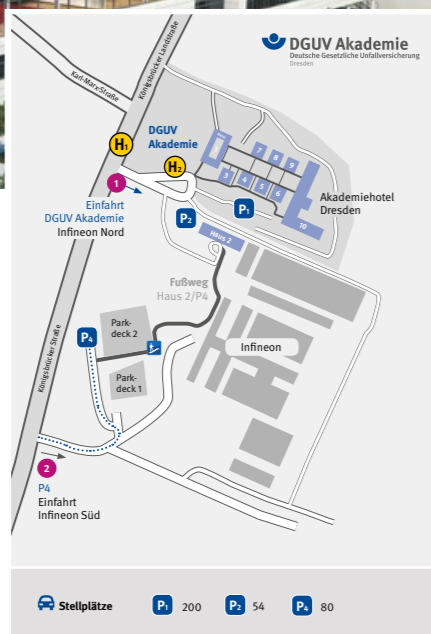 DGUV Akademie
Deutsche Gesetzliche Unfallversicherung
Dresden
Königsbrücker Landstraße
Karl-Marx-Straße
H1
DGUV
Akademie
H2
7
8
9
3
4
5
6
1
Einfahrt
DGUV Akademie
Infineon Nord
P2
P1
Akademiehotel
Dresden
10
Haus 2
Fußweg
Haus 2/P4
Königsbrücker Straße
P4
Park-
deck 2
Infineon
Park-
deck 1
2
P4
Einfahrt
Infineon Süd
Stellplätze P1 200 P2 54 P4 80